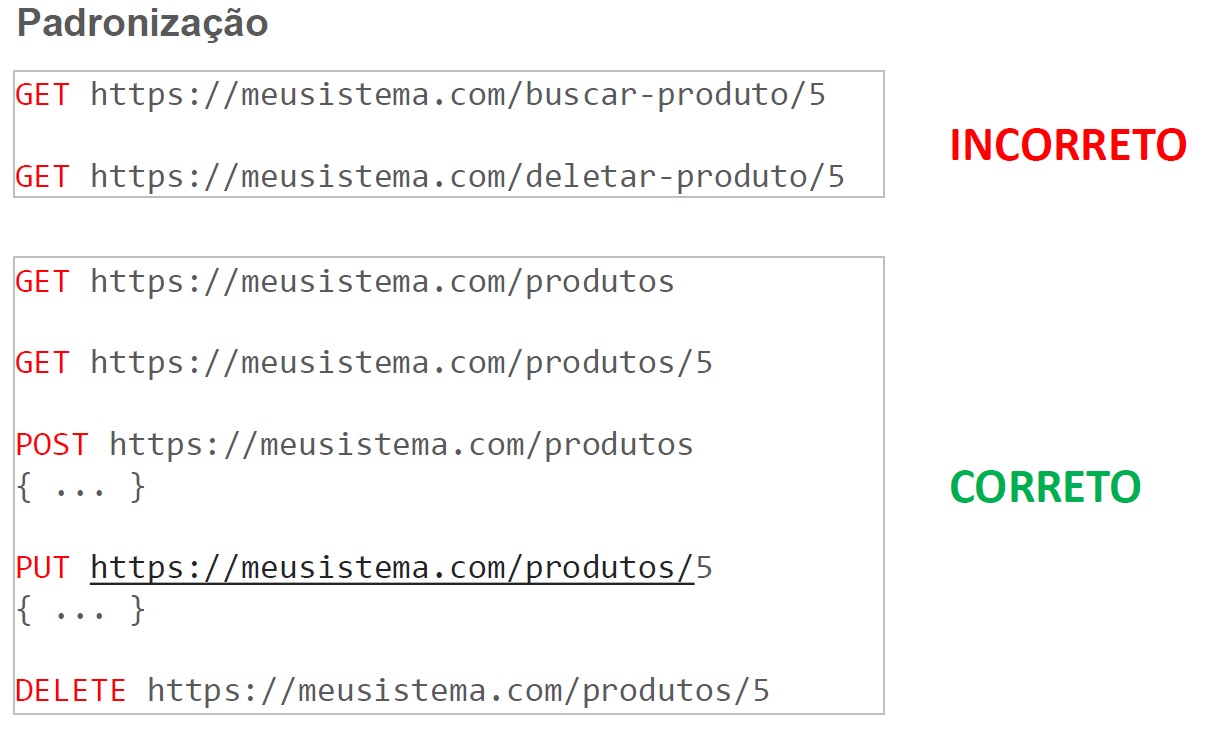 Padronização
GET https://meusistema.com/buscar-produto/5
GET https://meusistema.com/deletar-produto/5
INCORRETO
GET https://meusistema.com/produtos
GET https://meusistema.com/produtos/5
POST https://meusistema.com/produtos
{ ... }
PUT https://meusistema.com/produtos/5
{ ... }
DELETE https://meusistema.com/produtos/5
CORRETO